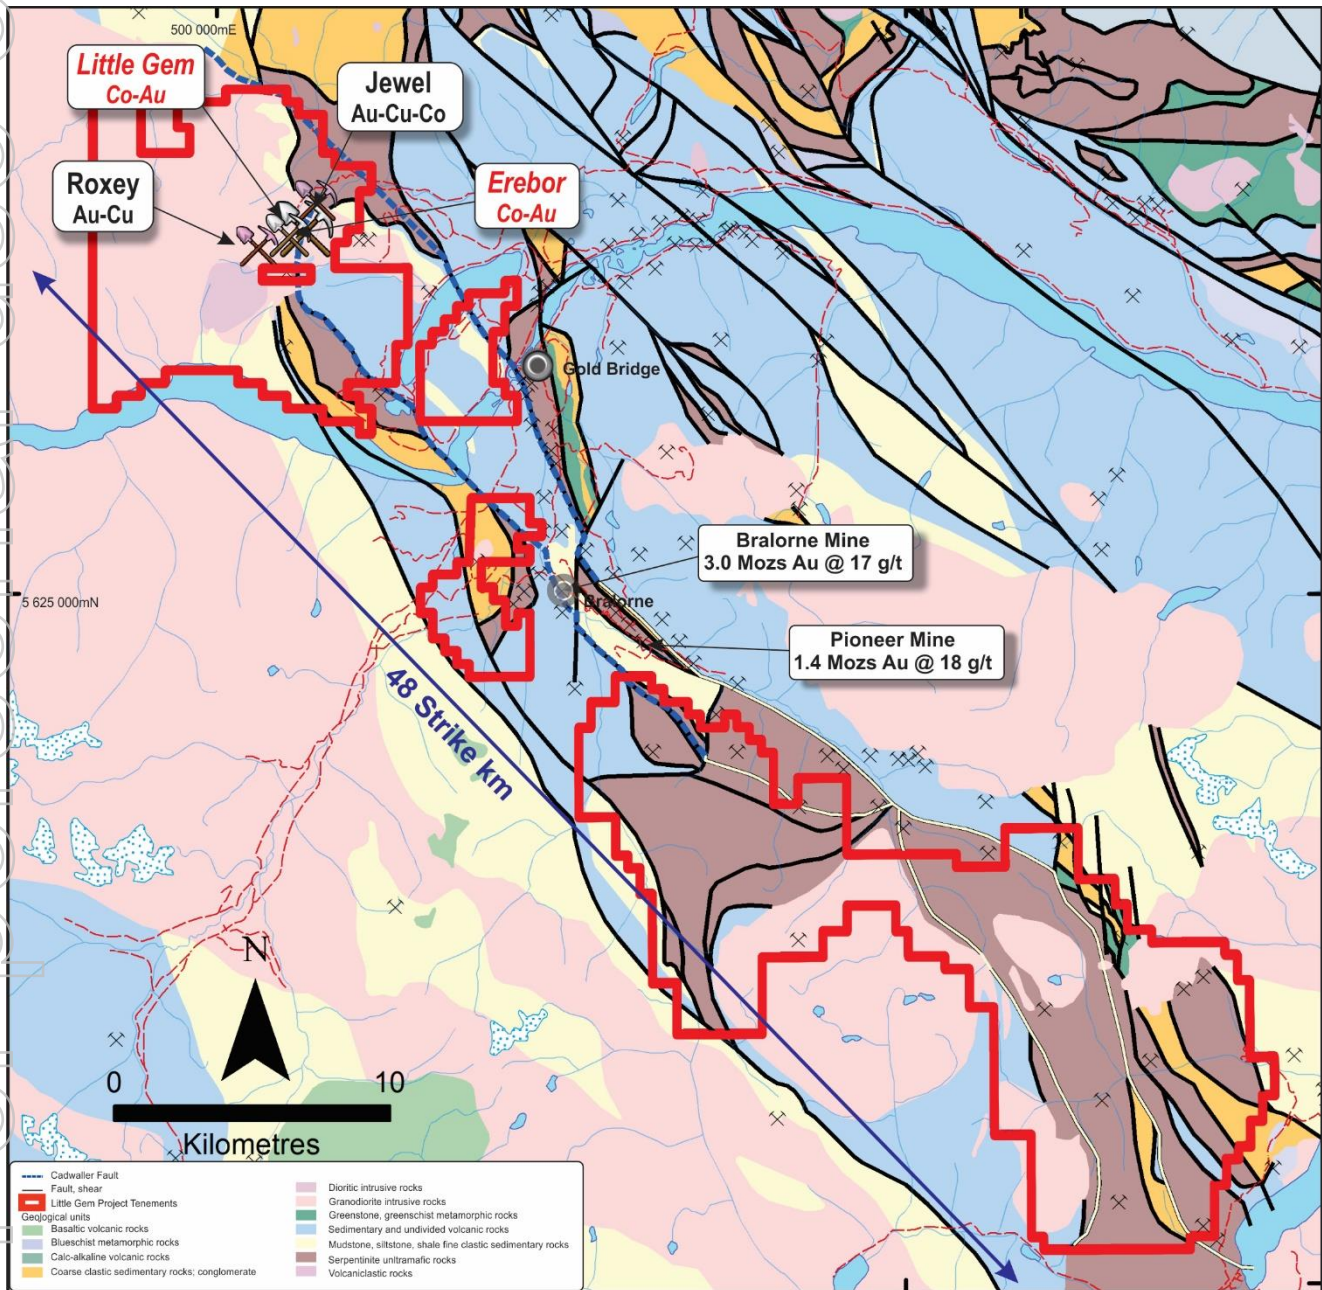 500 000mE
Little Gem
Co-Au
Jewel
Au-Cu-Co
Roxey
Au-Cu
Erebor
Co-Au
Gold Bridge
Bralorne Mine
3.0 Mozs Au @ 17 g/t
5 625 000mN
Bralorne
Pioneer Mine
1.4 Mozs Au @ 18 g/t
48 Strike km
N
0 10
Kilometres
Cadwaller Fault
Fault, shear
Little Gem Project Tenements
Geological units
Basaltic volcanic rocks
Blueschist metamorphic rocks
Calc-alkaline volcanic rocks
Coarse clastic sedimentary rocks; conglomerate
Dioritic intrusive rocks
Granodiorite intrusive rocks
Greenstone, greenschist metamorphic rocks
Sedimentary and undivided volcanic rocks
Mudstone, siltstone, shale fine clastic sedimentary rocks
Serpentinite unltramafic rocks
Volcaniclastic rocks